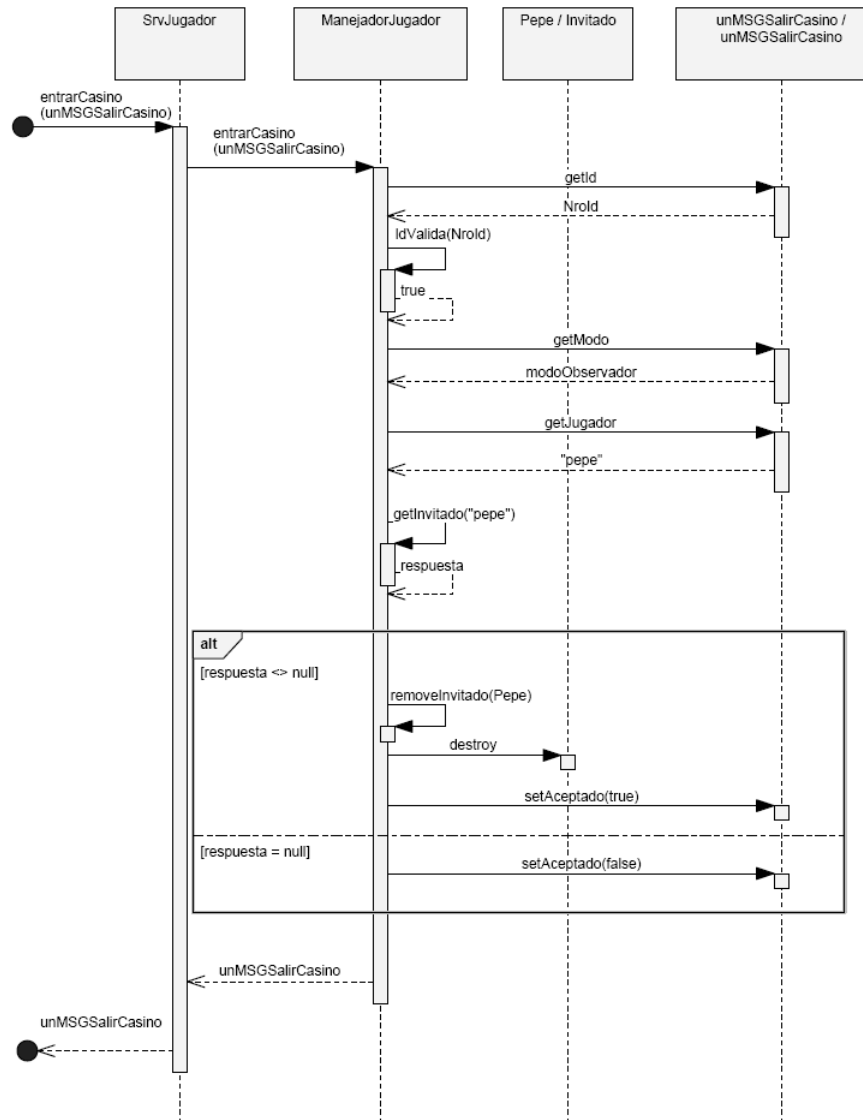 SrvJugador
ManejadorJugador
Pepe / Invitado
unMSGSalirCasino /
unMSGSalirCasino
entrarCasino
(unMSGSalirCasino)
entrarCasino
(unMSGSalirCasino)
getId
NroId
IdValida(NroId)
true
getModo
modoObservador
getJugador
"pepe"
getInvitado("pepe")
respuesta
alt
[respuesta <> null]
removeInvitado(Pepe)
destroy
setAceptado(true)
[respuesta = null]
setAceptado(false)
unMSGSalirCasino
unMSGSalirCasino